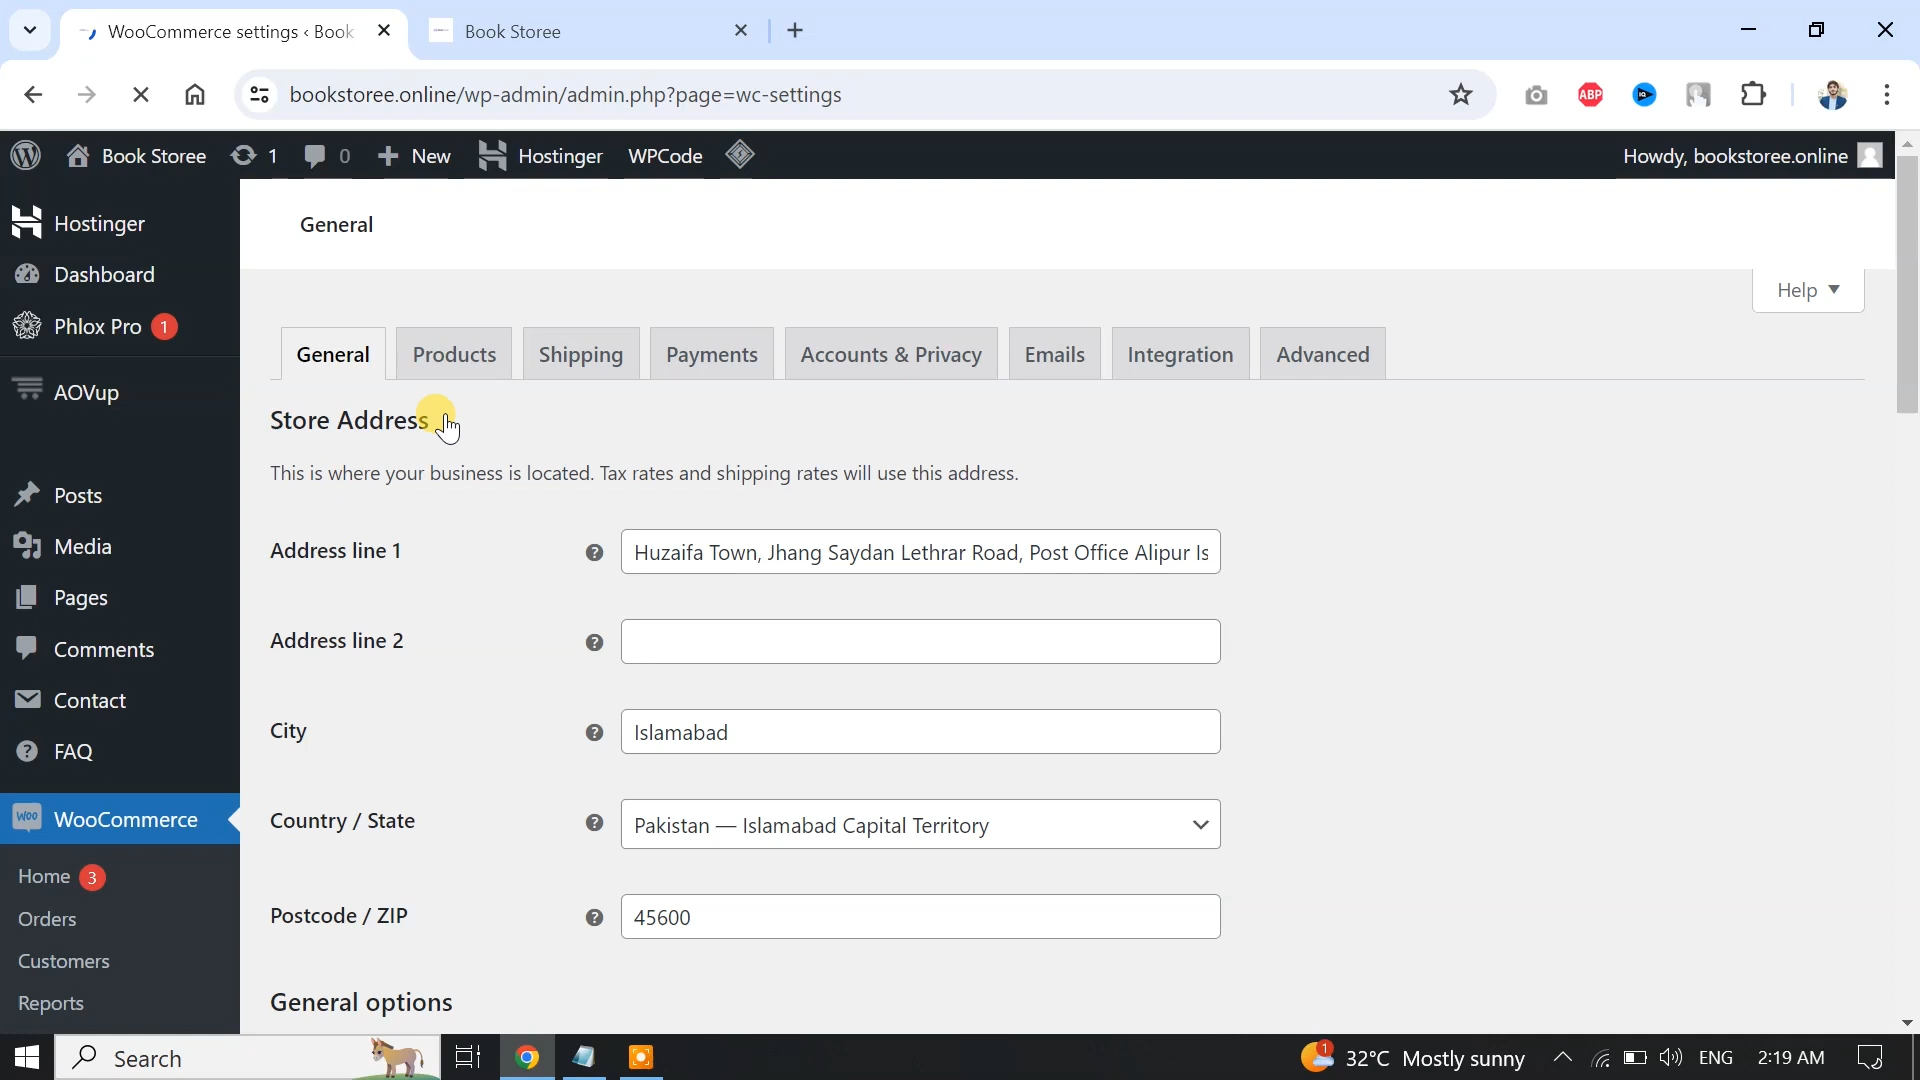 WooCommerce settings ‹ Book
Book Storee
bookstoree.online/wp-admin/admin.php?page=wc-settings
ABP
Book Storee
1
0
New
Hostinger
WPCode
Howdy, bookstoree.online
Hostinger
Dashboard
Phlox Pro 1
AOVup
Posts
Media
Pages
Comments
Contact
FAQ
Woo WooCommerce
Home 3
Orders
Customers
Reports
General
Help
General Products Shipping Payments Accounts & Privacy Emails Integration Advanced
Store Address
This is where your business is located. Tax rates and shipping rates will use this address.
Address line 1 ? Huzaifa Town, Jhang Saydan Lethrar Road, Post Office Alipur Is
Address line 2 ?
City ? Islamabad
Country / State ? Pakistan — Islamabad Capital Territory
Postcode / ZIP ? 45600
General options
Search
1 32°C Mostly sunny
ENG
2:19 AM